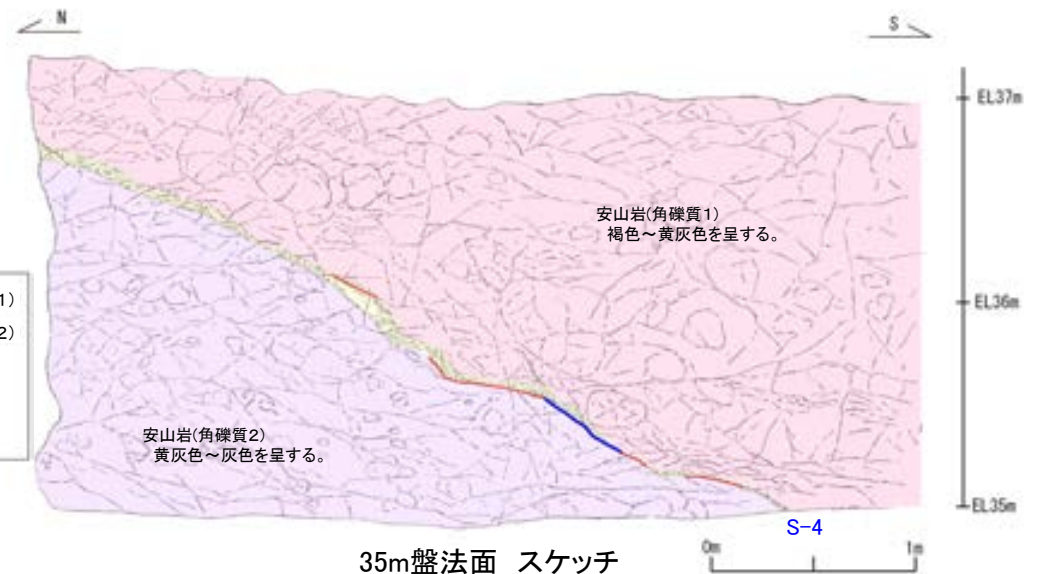 N
S
EL37m
安山岩(角礫質1)
褐色～黄灰色を呈する。
1)
EL36m
2)
安山岩(角礫質2)
黄灰色～灰色を呈する。
EL35m
S-4
0m
1m
35m盤法面 スケッチ